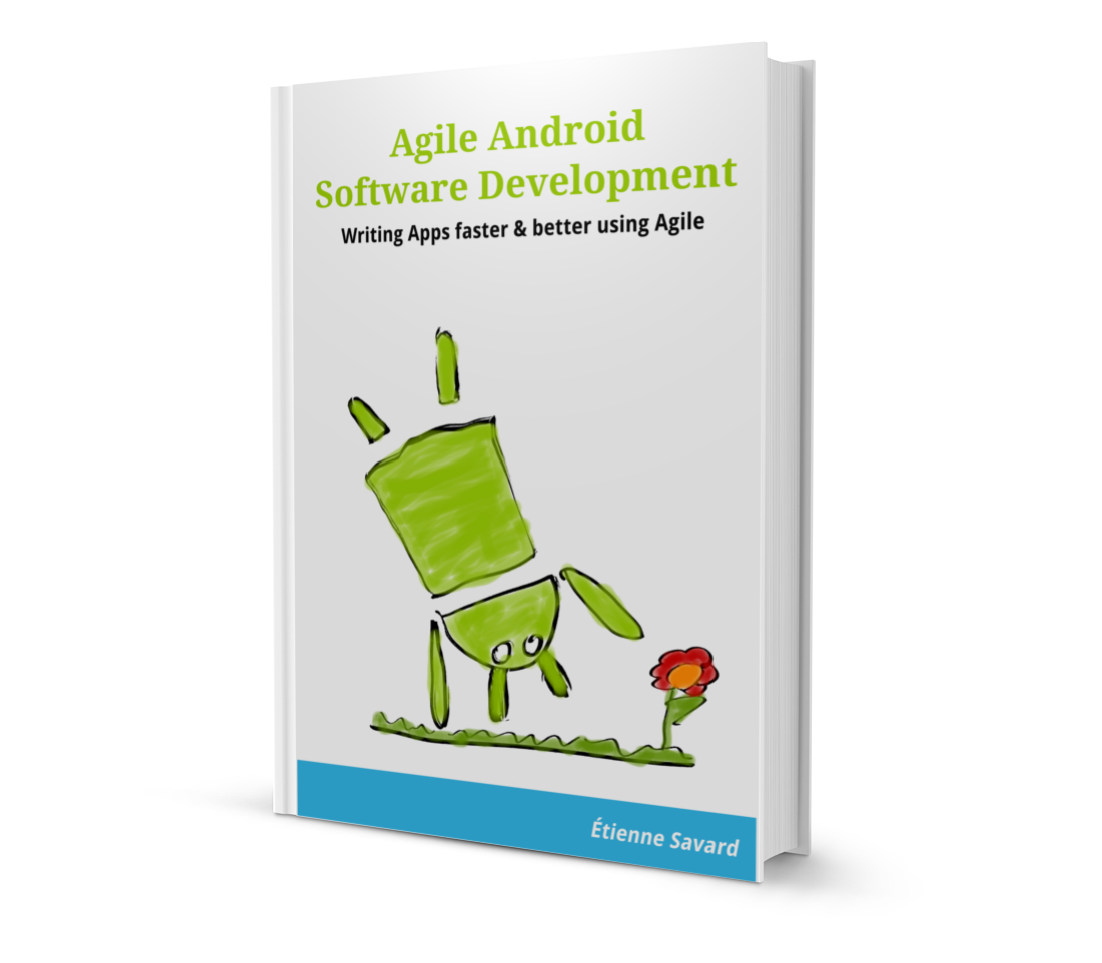 Agile Android
Software Development
Writing Apps faster & better using Agile
Étienne Savard